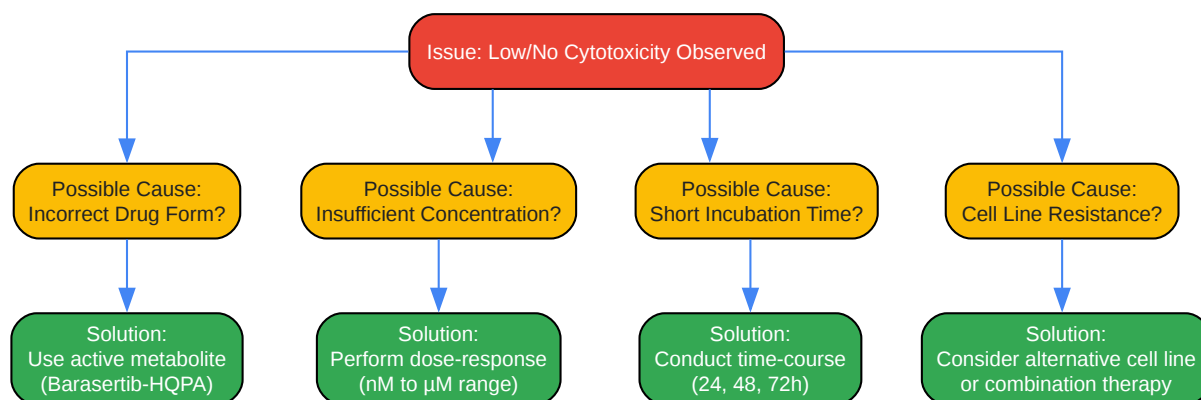 Issue: Low/No Cytotoxicity Observed
Possible Cause:
Incorrect Drug Form?
Possible Cause:
Insufficient Concentration?
Possible Cause:
Short Incubation Time?
Possible Cause:
Cell Line Resistance?
Solution:
Use active metabolite
(Barasertib-HQPA)
Solution:
Perform dose-response
(nM to µM range)
Solution:
Conduct time-course
(24, 48, 72h)
Solution:
Consider alternative cell line
or combination therapy